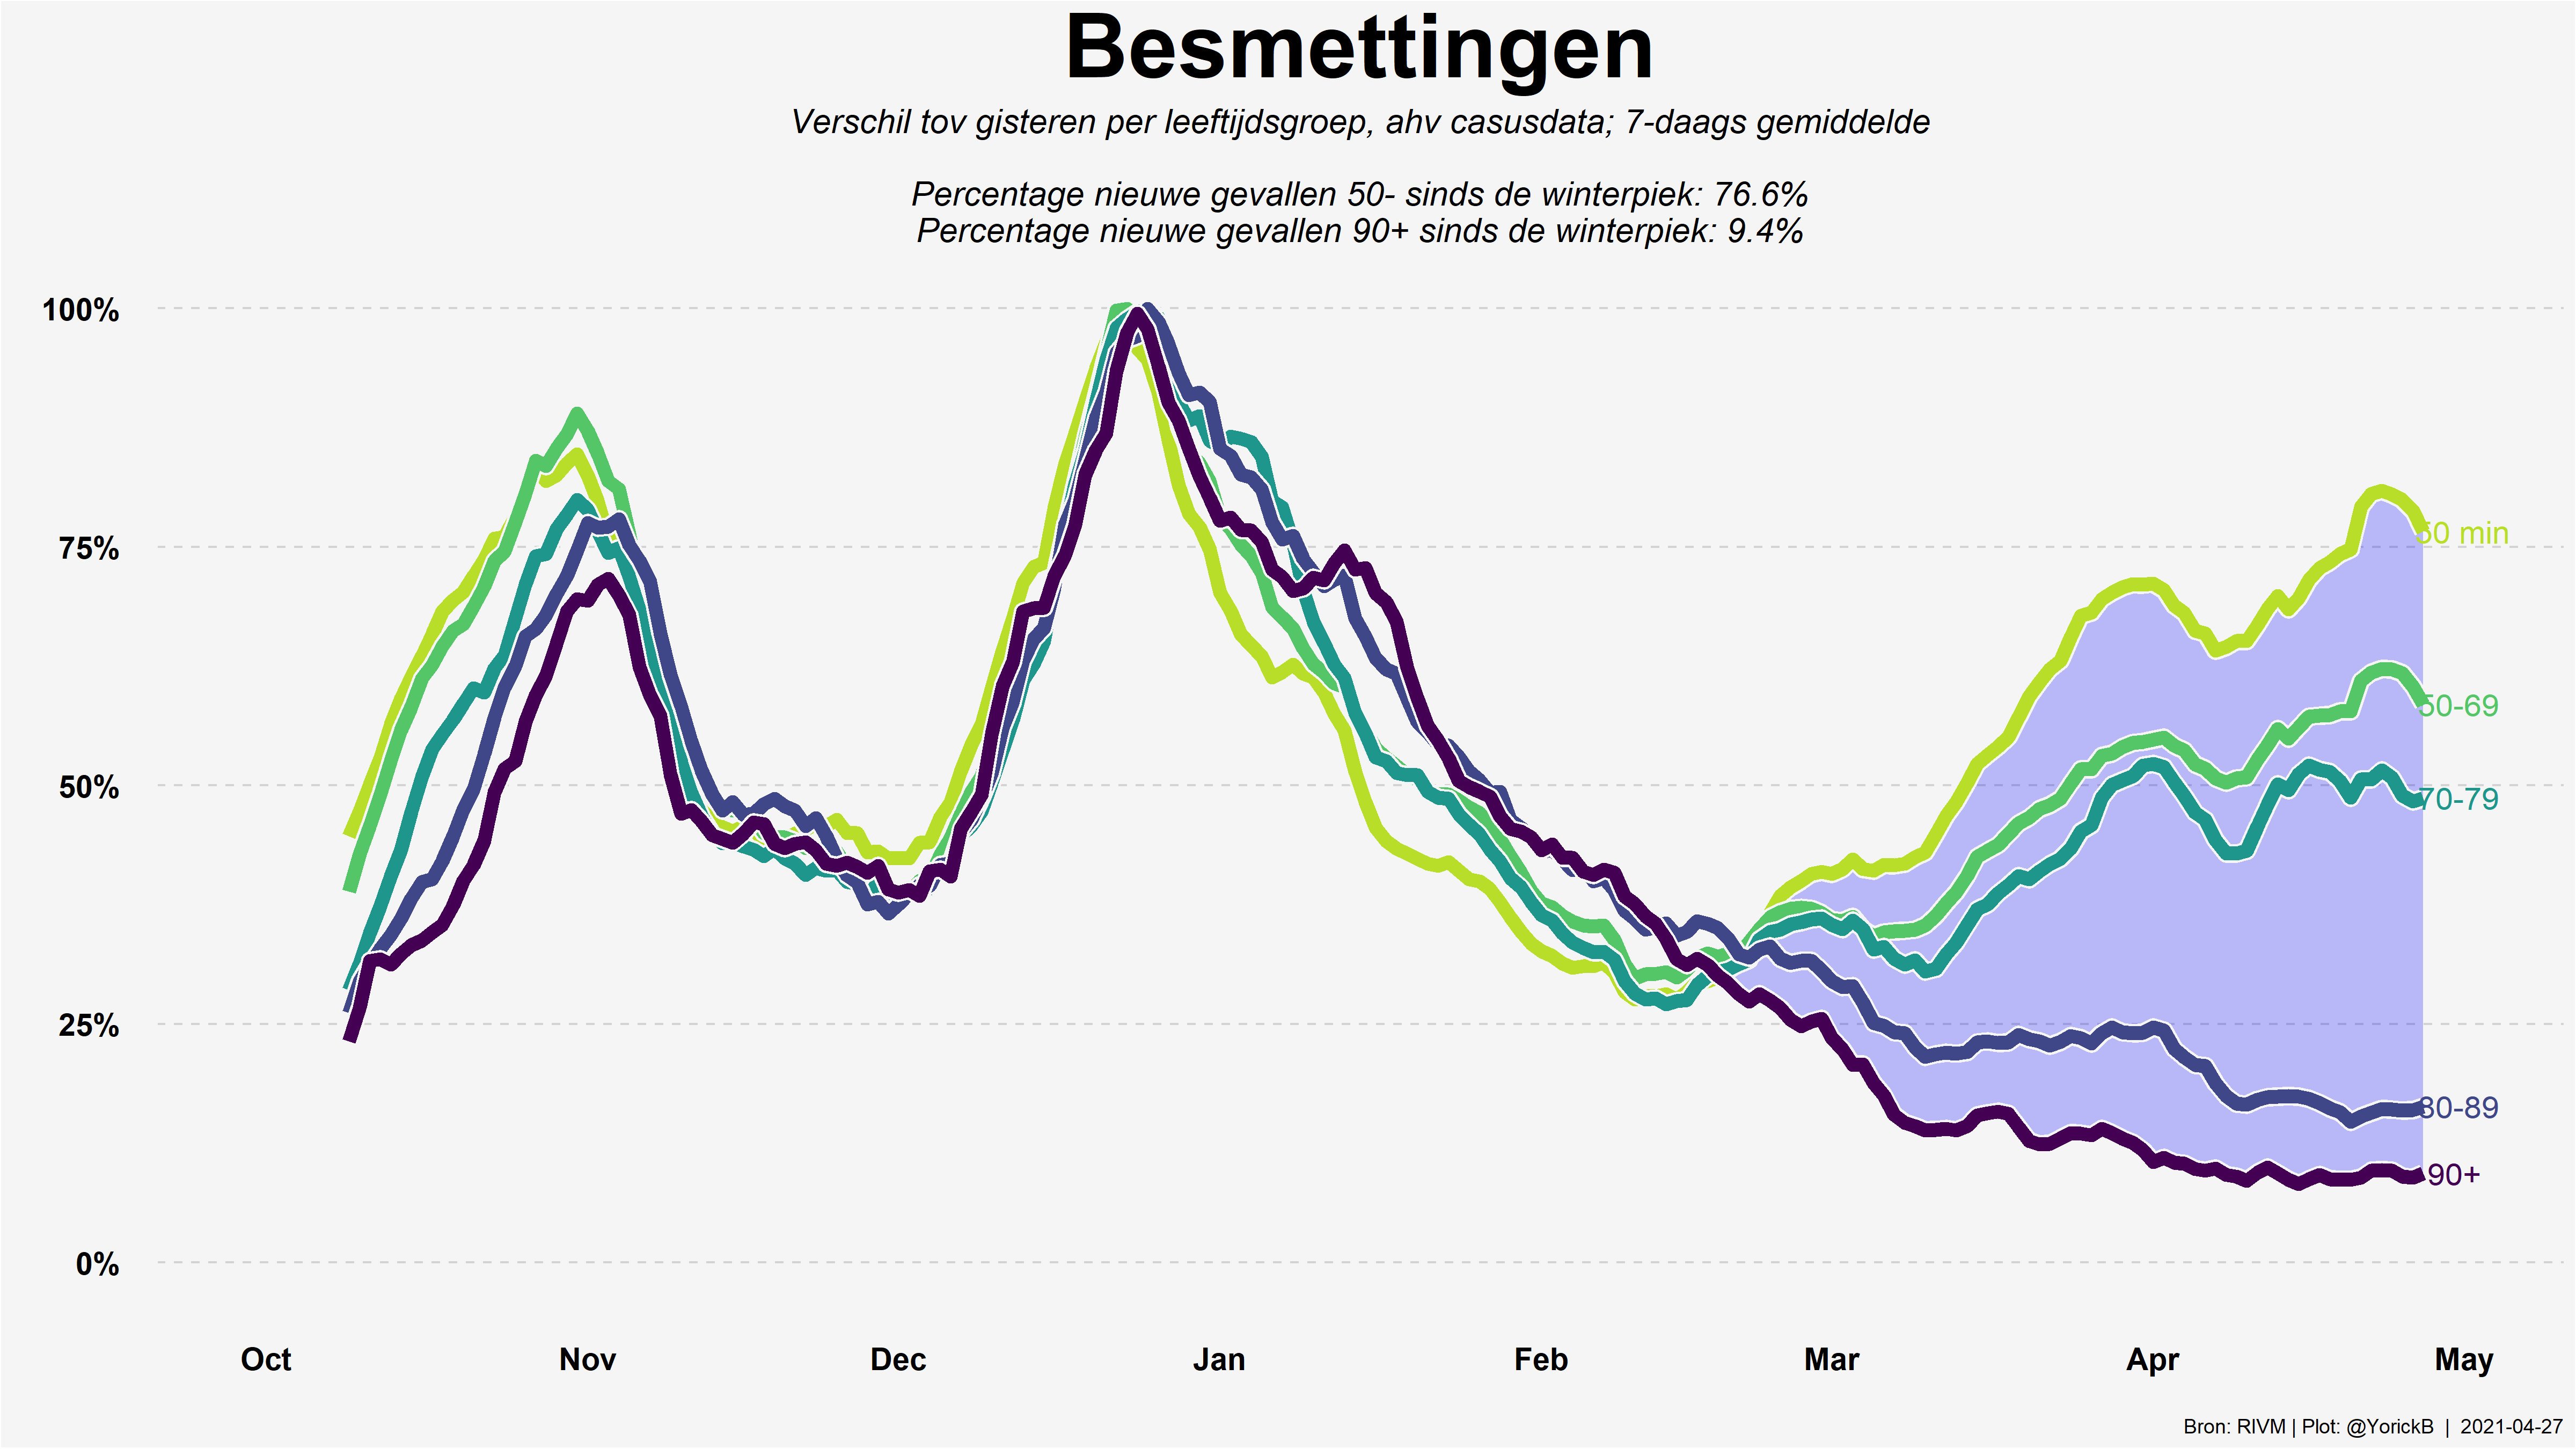 Besmettingen
Verschil tov gisteren per leeftijdsgroep, ahv casusdata; 7-daags gemiddelde
Percentage nieuwe gevallen 50- sinds de winterpiek: 76.6%
Percentage nieuwe gevallen 90+ sinds de winterpiek: 9.4%
100%
75%
50%
25%
0%
50 min
50-69
70-79
80-89
90+
Oct Nov Dec Jan Feb Mar Apr May
Bron: RIVM | Plot: @YorickB | 2021-04-27